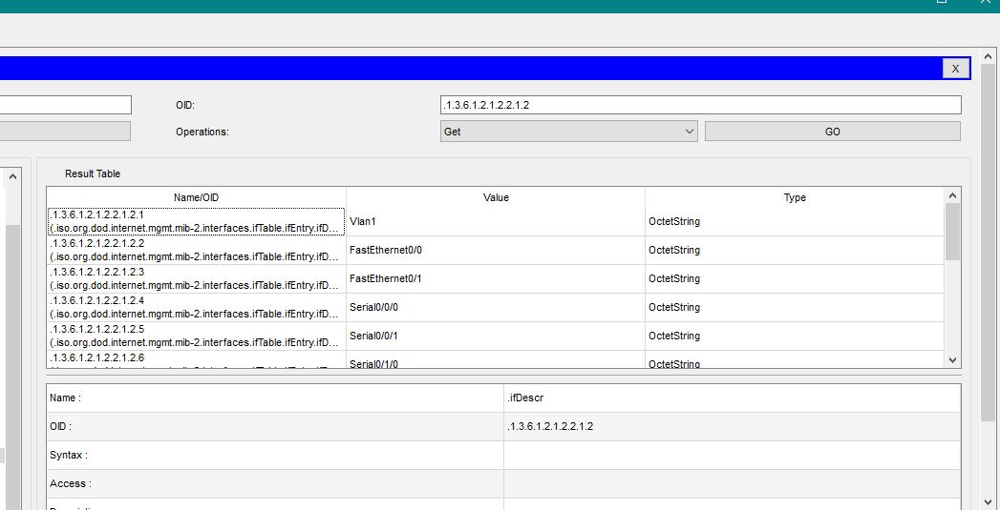 X
OID:
.1.3.6.1.2.1.2.2.1.2
Operations:
Get
GO
Result Table
Name/OID Value Type
.1.3.6.1.2.1.2.2.1.2.1
(.iso.org.dod.internet.mgmt.mib-2.interfaces.ifTable.ifEntry.ifD... Vlan1 OctetString
.1.3.6.1.2.1.2.2.1.2.2
(.iso.org.dod.internet.mgmt.mib-2.interfaces.ifTable.ifEntry.ifD... FastEthernet0/0 OctetString
.1.3.6.1.2.1.2.2.1.2.3
(.iso.org.dod.internet.mgmt.mib-2.interfaces.ifTable.ifEntry.ifD... FastEthernet0/1 OctetString
.1.3.6.1.2.1.2.2.1.2.4
(.iso.org.dod.internet.mgmt.mib-2.interfaces.ifTable.ifEntry.ifD... Serial0/0/0 OctetString
.1.3.6.1.2.1.2.2.1.2.5
(.iso.org.dod.internet.mgmt.mib-2.interfaces.ifTable.ifEntry.ifD... Serial0/0/1 OctetString
.1.3.6.1.2.1.2.2.1.2.6
Serial0/1/0 OctetString
Name : .ifDescr
OID : .1.3.6.1.2.1.2.2.1.2
Syntax :
Access :